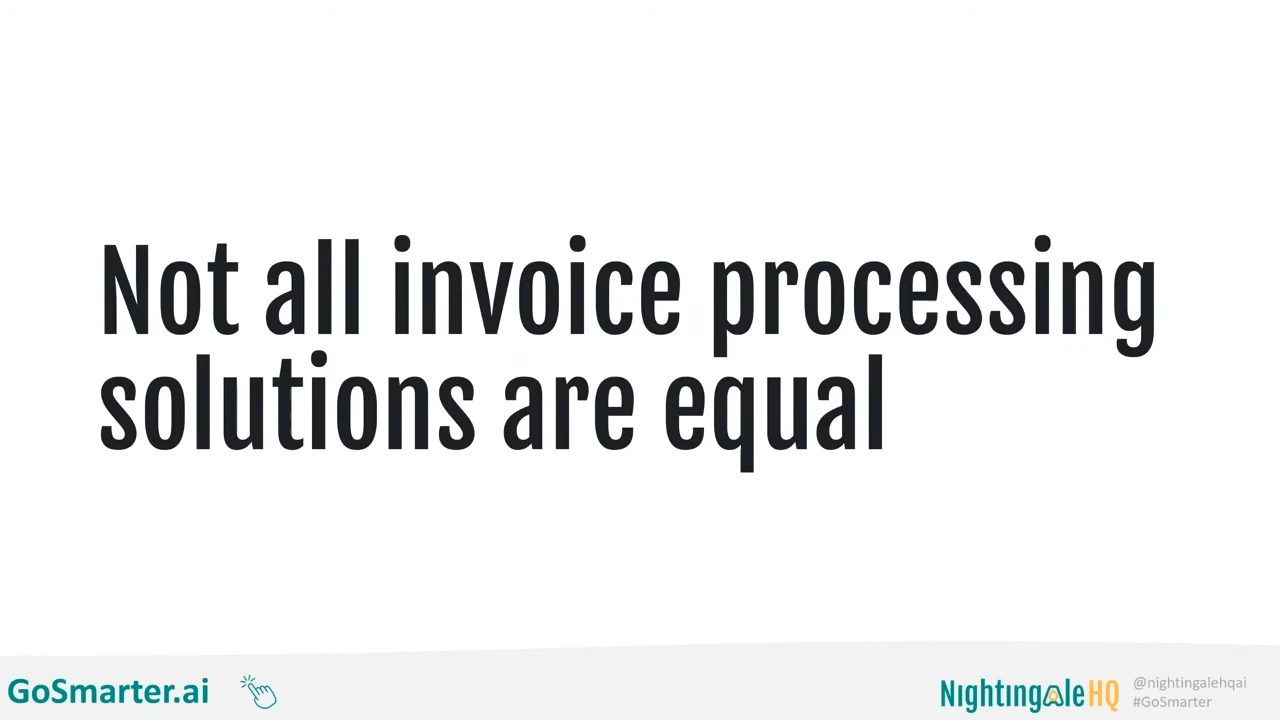 Not all invoice processing
solutions are equal
GoSmarter.ai
NightingaleHQ
@nightingalehqai
#GoSmarter